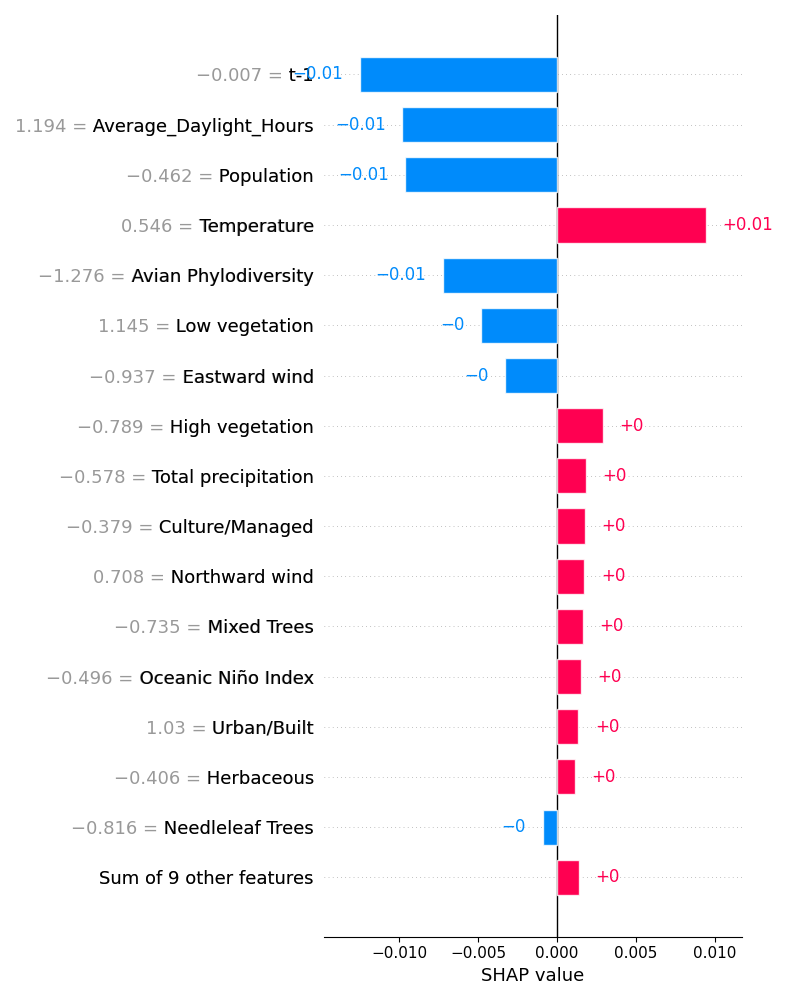 −0.007 = t-1 −0.01
1.194 = Average_Daylight_Hours −0.01
−0.462 = Population −0.01
0.546 = Temperature +0.01
−1.276 = Avian Phylodiversity −0.01
1.145 = Low vegetation −0
−0.937 = Eastward wind −0
−0.789 = High vegetation +0
−0.578 = Total precipitation +0
−0.379 = Culture/Managed +0
0.708 = Northward wind +0
−0.735 = Mixed Trees +0
−0.496 = Oceanic Niño Index +0
1.03 = Urban/Built +0
−0.406 = Herbaceous +0
−0.816 = Needleleaf Trees −0
Sum of 9 other features +0
−0.010 −0.005 0.000 0.005 0.010
SHAP value